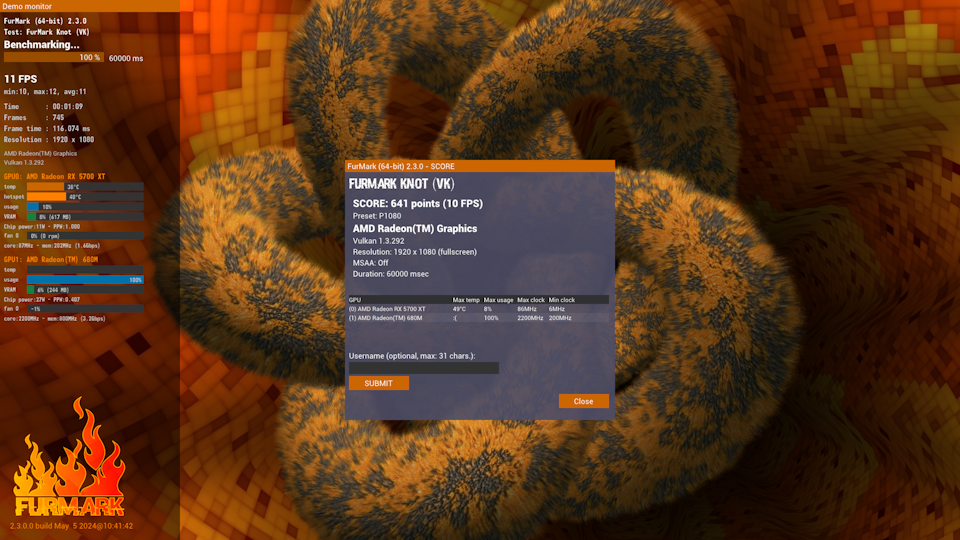 Demo monitor
FurMark (64-bit) 2.3.0
Test: FurMark Knot (VK)
Benchmarking...
100 % 60000 ms
11 FPS
min:10, max:12, avg:11
Time : 00:01:09
Frames : 745
Frame time : 116.074 ms
Resolution : 1920 x 1080
AMD Radeon(TM) Graphics
Vulkan 1.3.292
GPU0: AMD Radeon RX 5700 XT
temp 38°C
hotspot 40°C
usage 10%
VRAM 8% (617 MB)
Chip power:11W - PPW:1.000
fan 0 0% (0 rpm)
core:87MHz - mem:202MHz (1.6Gbps)
GPU1: AMD Radeon(TM) 680M
temp
usage 100%
VRAM 6% (244 MB)
Chip power:27W - PPW:0.407
fan 0 -1%
core:2200MHz - mem:800MHz (3.2Gbps)
FURMARK
2.3.0.0 build May 5 2024@10:41:42
FurMark (64-bit) 2.3.0 - SCORE
FURMARK KNOT (VK)
SCORE: 641 points (10 FPS)
Preset: P1080
AMD Radeon(TM) Graphics
Vulkan 1.3.292
Resolution: 1920 x 1080 (fullscreen)
MSAA: Off
Duration: 60000 msec
GPU Max temp Max usage Max clock Min clock
(0) AMD Radeon RX 5700 XT 49°C 8% 86MHz 6MHz
(1) AMD Radeon(TM) 680M :( 100% 2200MHz 200MHz
Username (optional, max: 31 chars.):
SUBMIT
Close